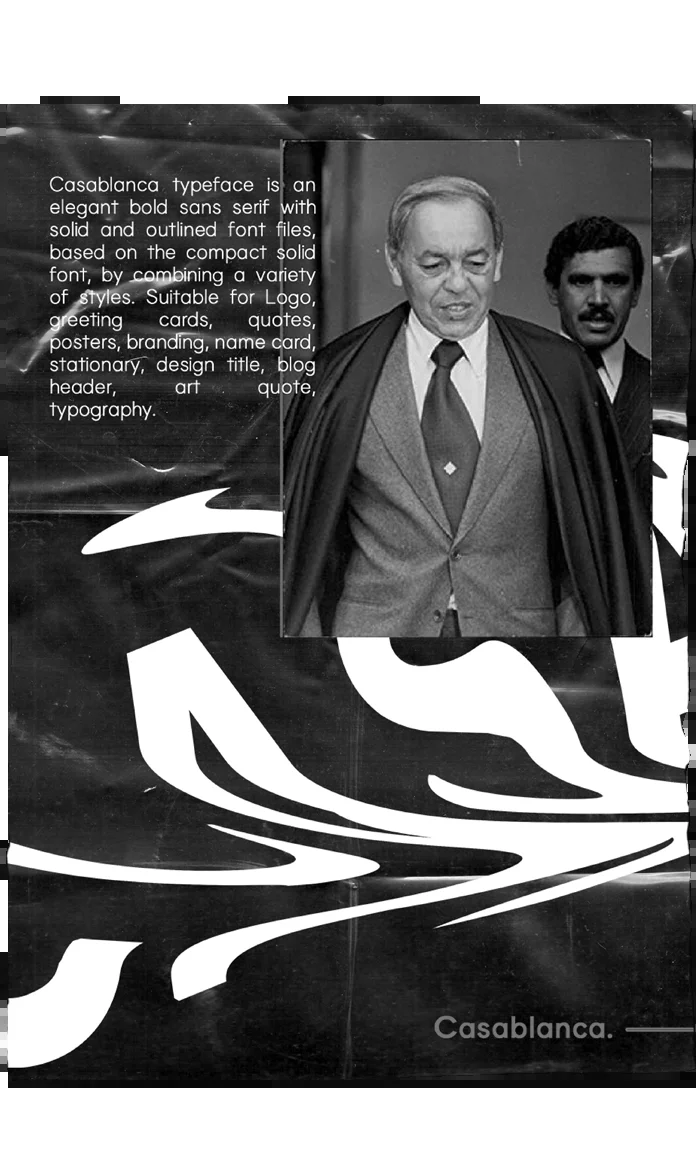 Casablanca typeface is an
elegant bold sans serif with
solid and outlined font files,
based on the compact solid
font, by combining a variety
of styles. Suitable for Logo,
greeting cards, quotes,
posters, branding, name card,
stationary, design title, blog
header, art quote,
typography.
Casablanca.